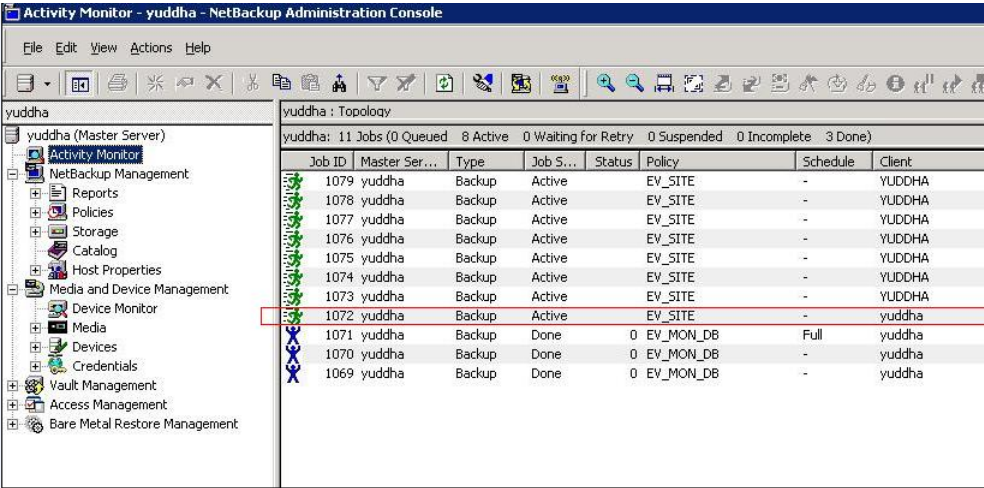 Activity Monitor - yuddha - NetBackup Administration Console
File Edit View Actions Help
yuddha
yuddha : Topology
yuddha (Master Server)
Activity Monitor
NetBackup Management
Reports
Policies
Storage
Catalog
Host Properties
Media and Device Management
Device Monitor
Media
Devices
Credentials
Vault Management
Access Management
Bare Metal Restore Management
yuddha: 11 Jobs (0 Queued 8 Active 0 Waiting for Retry 0 Suspended 0 Incomplete 3 Done)
Job ID Master Ser... Type Job S... Status Policy Schedule Client
1079 yuddha Backup Active EV_SITE - YUDDHA
1078 yuddha Backup Active EV_SITE - YUDDHA
1077 yuddha Backup Active EV_SITE - YUDDHA
1076 yuddha Backup Active EV_SITE - YUDDHA
1075 yuddha Backup Active EV_SITE - YUDDHA
1074 yuddha Backup Active EV_SITE - YUDDHA
1073 yuddha Backup Active EV_SITE - YUDDHA
1072 yuddha Backup Active EV_SITE - yuddha
1071 yuddha Backup Done 0 EV_MON_DB Full yuddha
1070 yuddha Backup Done 0 EV_MON_DB - yuddha
1069 yuddha Backup Done 0 EV_MON_DB - yuddha